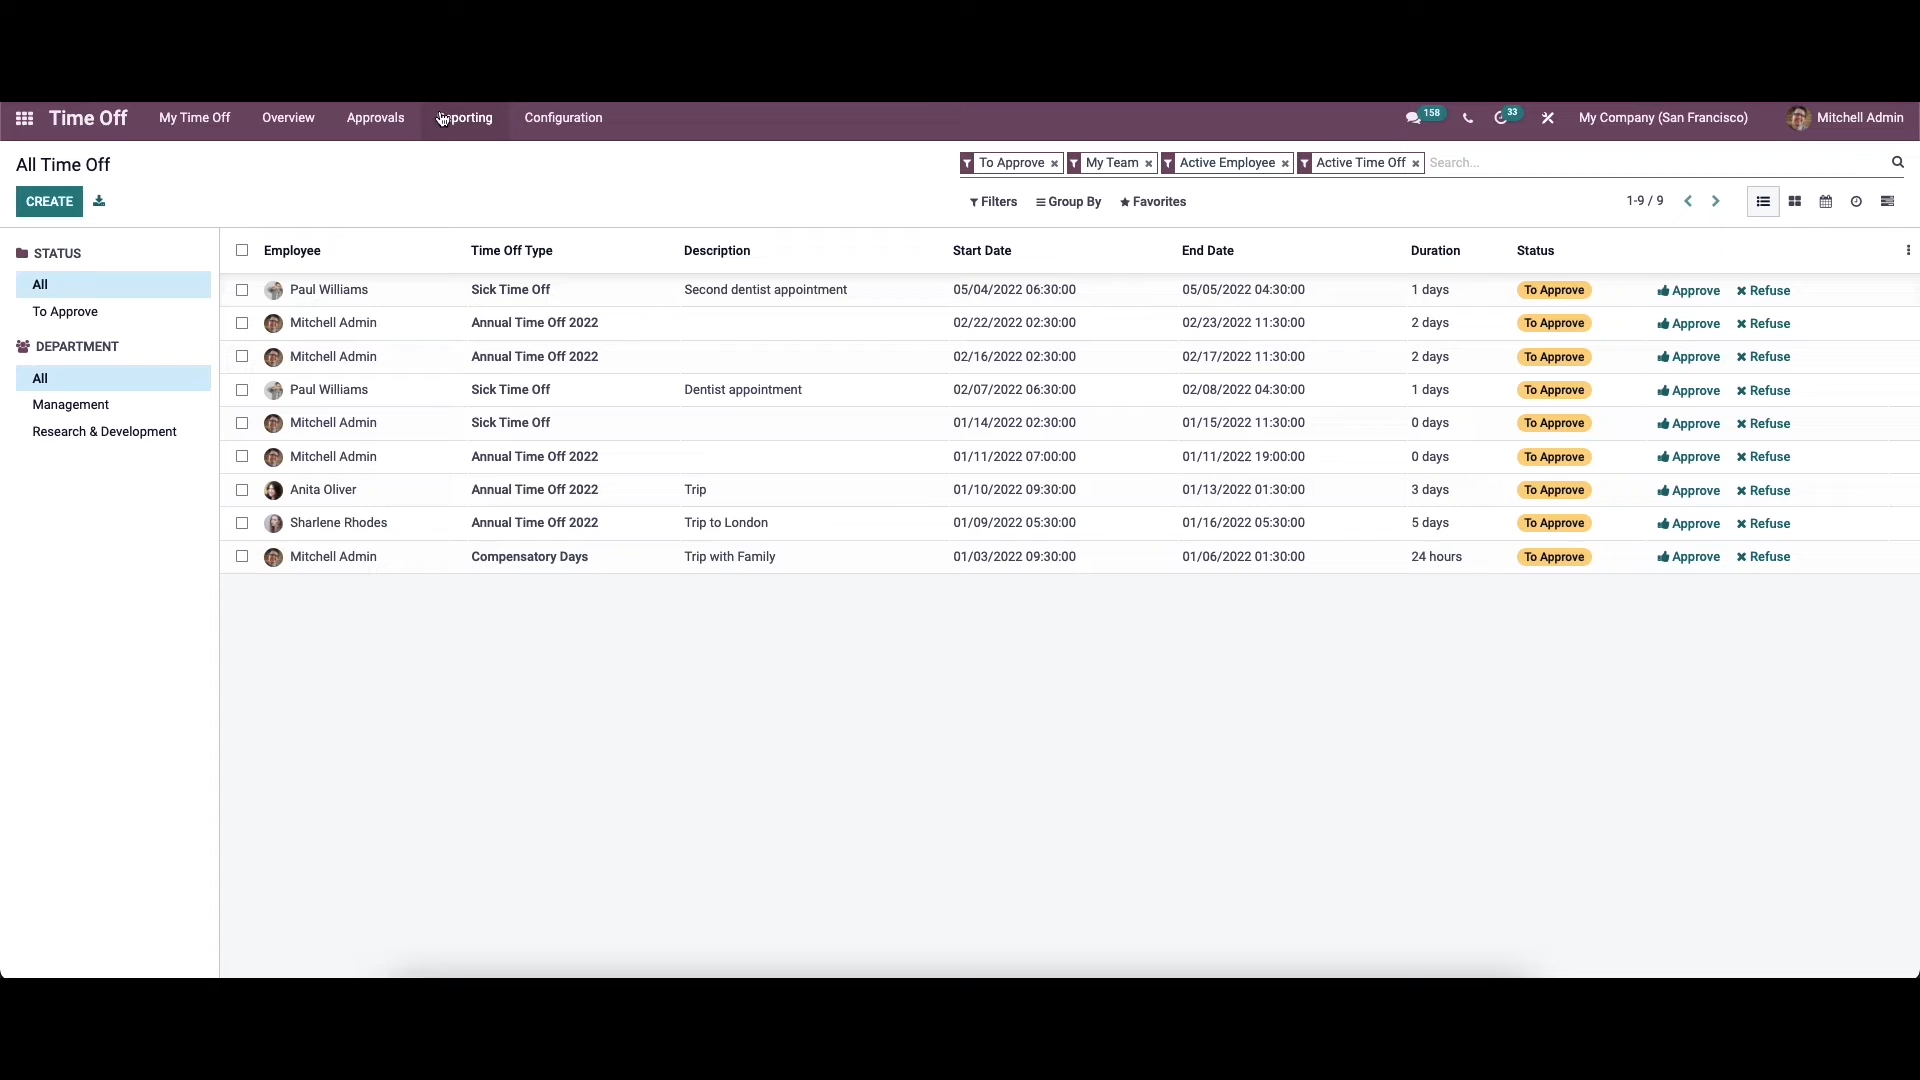 Time Off My Time Off Overview Approvals porting Configuration 158 33 My Company (San Francisco) Mitchell Admin
All Time Off To Approve × My Team × Active Employee × Active Time Off × Search...
CREATE Filters Group By Favorites 1-9 / 9
STATUS
All
To Approve
DEPARTMENT
All
Management
Research & Development
Employee Time Off Type Description Start Date End Date Duration Status
Paul Williams Sick Time Off Second dentist appointment 05/04/2022 06:30:00 05/05/2022 04:30:00 1 days To Approve Approve Refuse
Mitchell Admin Annual Time Off 2022 02/22/2022 02:30:00 02/23/2022 11:30:00 2 days To Approve Approve Refuse
Mitchell Admin Annual Time Off 2022 02/16/2022 02:30:00 02/17/2022 11:30:00 2 days To Approve Approve Refuse
Paul Williams Sick Time Off Dentist appointment 02/07/2022 06:30:00 02/08/2022 04:30:00 1 days To Approve Approve Refuse
Mitchell Admin Sick Time Off 01/14/2022 02:30:00 01/15/2022 11:30:00 0 days To Approve Approve Refuse
Mitchell Admin Annual Time Off 2022 01/11/2022 07:00:00 01/11/2022 19:00:00 0 days To Approve Approve Refuse
Anita Oliver Annual Time Off 2022 Trip 01/10/2022 09:30:00 01/13/2022 01:30:00 3 days To Approve Approve Refuse
Sharlene Rhodes Annual Time Off 2022 Trip to London 01/09/2022 05:30:00 01/16/2022 05:30:00 5 days To Approve Approve Refuse
Mitchell Admin Compensatory Days Trip with Family 01/03/2022 09:30:00 01/06/2022 01:30:00 24 hours To Approve Approve Refuse